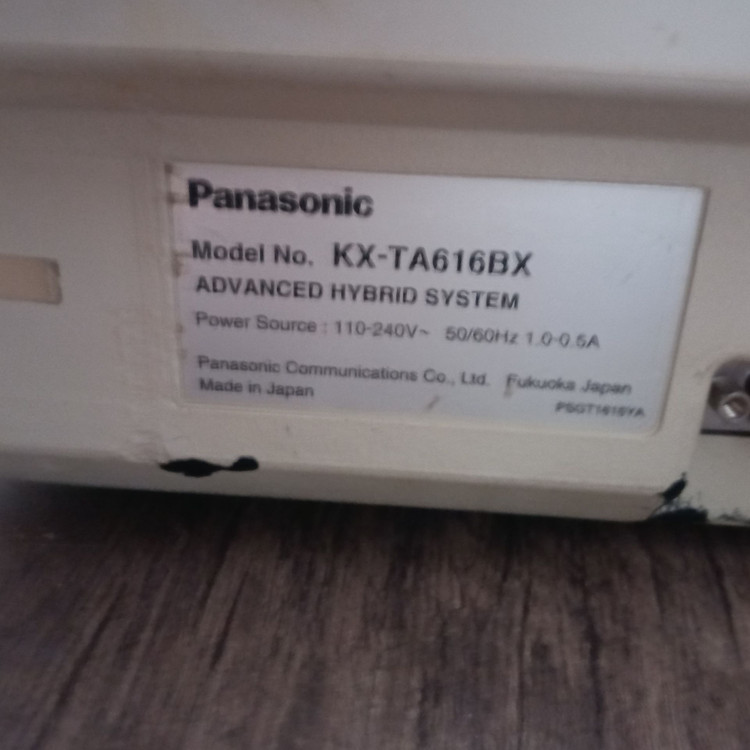 Panasonic
Model No. KX-TA616BX
ADVANCED HYBRID SYSTEM
Power Source : 110-240V~ 50/60Hz 1.0-0.5A
Panasonic Communications Co., Ltd. Fukuoka Japan
Made in Japan